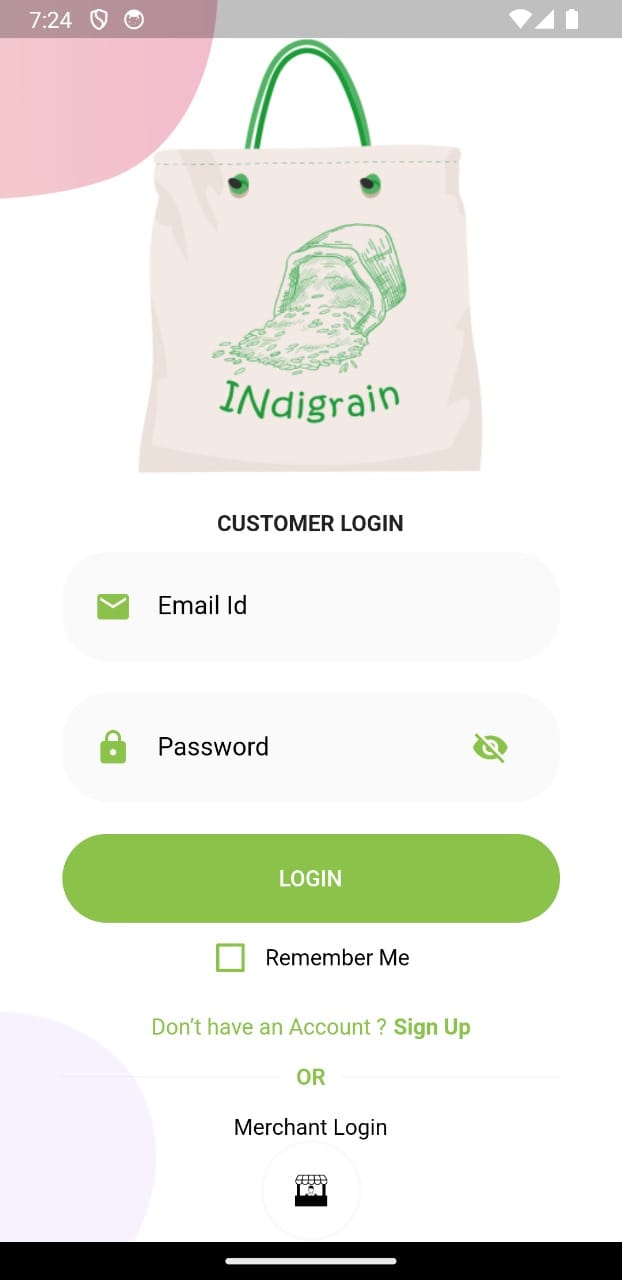 7:24
INdigrain
CUSTOMER LOGIN
Email Id
Password
LOGIN
Remember Me
Don't have an Account ? Sign Up
OR
Merchant Login